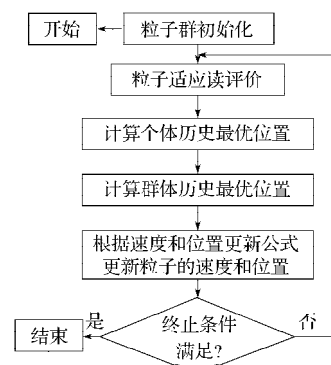 开始
粒子群初始化
粒子适应读评价
计算个体历史最优位置
计算群体历史最优位置
根据速度和位置更新公式
更新粒子的速度和位置
是
终止条件
满足?
否
结束